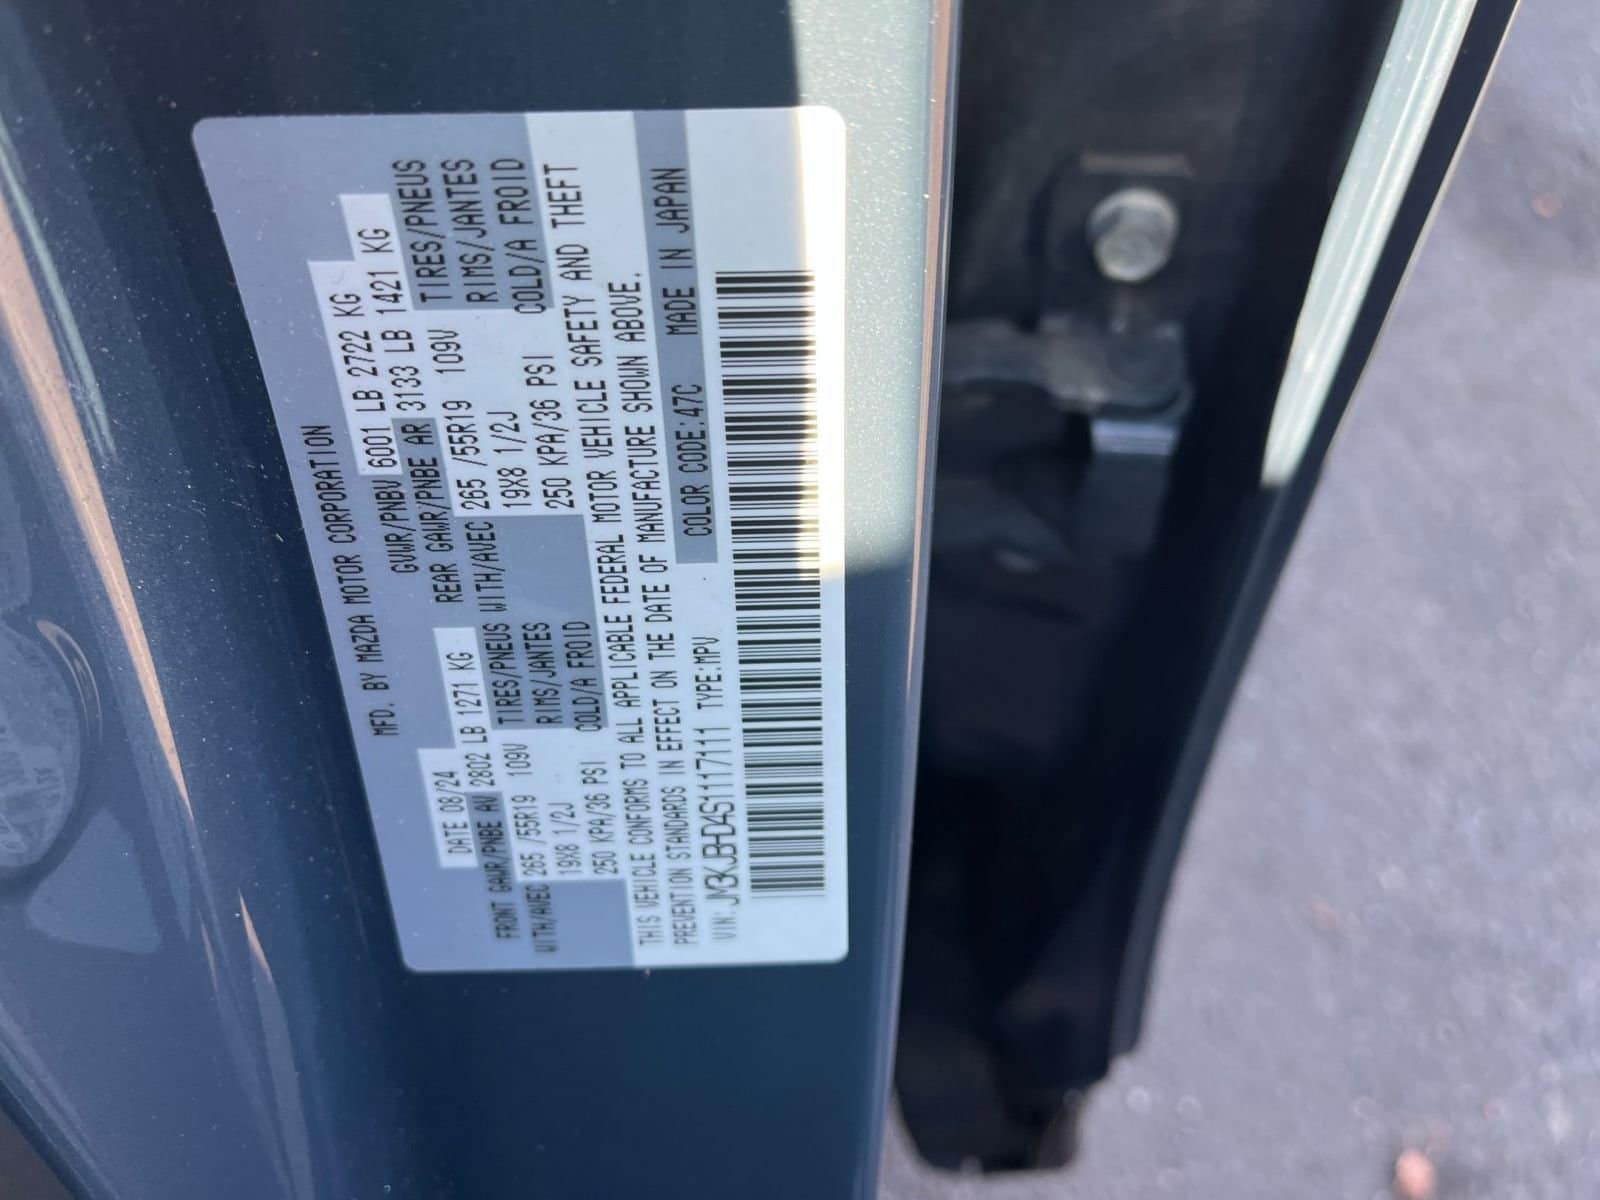 MFD. BY MAZDA MOTOR CORPORATION
DATE 08/24 GVWR/PNBV 6001 LB 2722 KG
FRONT GAWR/PNBE AV 2802 LB 1271 KG REAR GAWR/PNBE AR 3133 LB 1421 KG
WITH/AVEC 265 /55R19 109V TIRES/PNEUS WITH/AVEC 265 /55R19 109V TIRES/PNEUS
19X8 1/2J RIMS/JANTES 19X8 1/2J RIMS/JANTES
250 KPA/36 PSI COLD/A FROID 250 KPA/36 PSI COLD/A FROID
THIS VEHICLE CONFORMS TO ALL APPLICABLE FEDERAL MOTOR VEHICLE SAFETY AND THEFT
PREVENTION STANDARDS IN EFFECT ON THE DATE OF MANUFACTURE SHOWN ABOVE.
VIN: JM3KJBHD4S1117111 TYPE:MPV COLOR CODE:47C MADE IN JAPAN